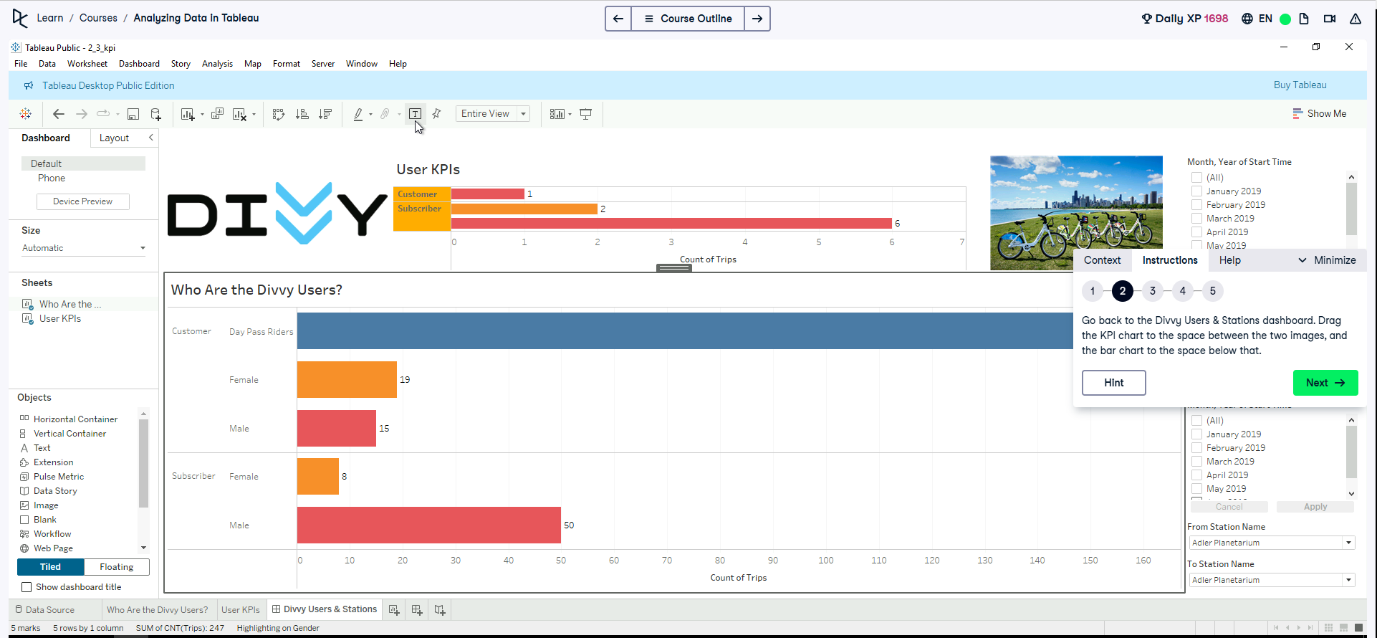 Learn / Courses / Analyzing Data in Tableau
Course Outline
Daily XP 1698
EN
Tableau Public - 2_3_kpi
File Data Worksheet Dashboard Story Analysis Map Format Server Window Help
Tableau Desktop Public Edition
Buy Tableau
Entire View
Show Me
Dashboard Layout
Default
Phone
Device Preview
Size
Automatic
Sheets
Who Are the ...
User KPIs
Objects
Horizontal Container
Vertical Container
Text
Extension
Pulse Metric
Data Story
Image
Blank
Workflow
Web Page
Tiled Floating
Show dashboard title
DIVVY
User KPIs
Customer 1
Subscriber 2
6
0 1 2 3 4 5 6 7
Count of Trips
Month, Year of Start Time
(All)
January 2019
February 2019
March 2019
April 2019
May 2019
Context Instructions Help Minimize
1 2 3 4 5
Go back to the Divvy Users & Stations dashboard. Drag
the KPI chart to the space between the two images, and
the bar chart to the space below that.
Hint Next
Who Are the Divvy Users?
Customer Day Pass Riders
Female 19
Male 15
Subscriber Female 8
Male 50
0 10 20 30 40 50 60 70 80 90 100 110 120 130 140 150 160
Count of Trips
Month, Year of Start Time
(All)
January 2019
February 2019
March 2019
April 2019
May 2019
Cancel Apply
From Station Name
Adler Planetarium
To Station Name
Adler Planetarium
Data Source Who Are the Divvy Users? User KPIs Divvy Users & Stations
5 marks 5 rows by 1 column SUM of CNT(Trips): 247 Highlighting on Gender